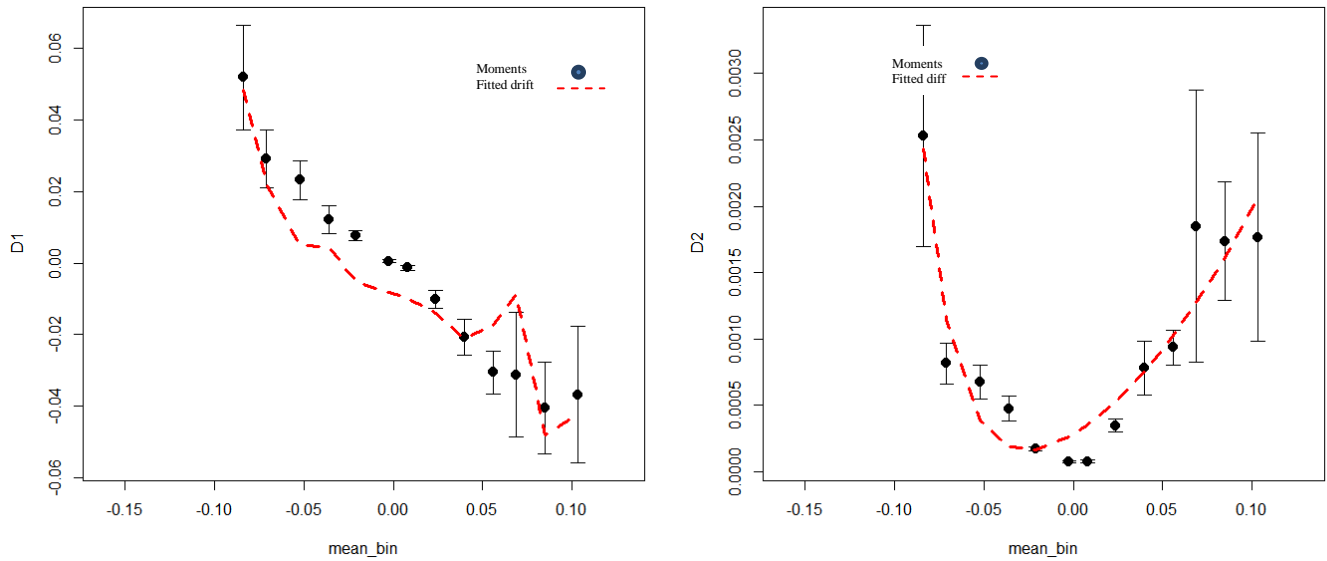 0.06
0.04
0.02
0.00
-0.02
-0.04
-0.06
D1
Moments
Fitted drift
-0.15 -0.10 -0.05 0.00 0.05 0.10
mean_bin
0.0030
0.0025
0.0020
0.0015
0.0010
0.0005
0.0000
D2
Moments
Fitted diff
-0.15 -0.10 -0.05 0.00 0.05 0.10
mean_bin